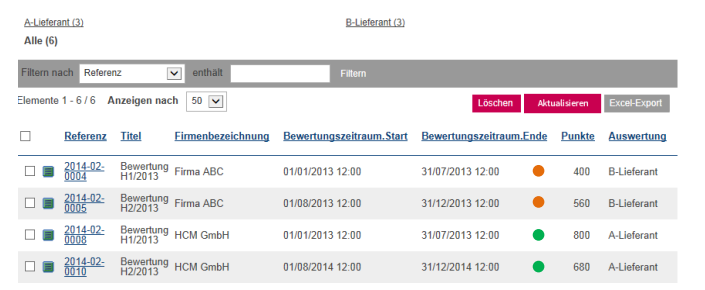 A-Lieferant (3) B-Lieferant (3)
Alle (6)
Filtern nach Referenz enthält Filtern
Elemente 1 - 6 / 6 Anzeigen nach 50 Löschen Aktualisieren Excel-Export
Referenz Titel Firmenbezeichnung Bewertungszeitraum.Start Bewertungszeitraum.Ende Punkte Auswertung
2014-02-0004 Bewertung H1/2013 Firma ABC 01/01/2013 12:00 31/07/2013 12:00 400 B-Lieferant
2014-02-0005 Bewertung H2/2013 Firma ABC 01/08/2013 12:00 31/12/2013 12:00 560 B-Lieferant
2014-02-0008 Bewertung H1/2013 HCM GmbH 01/01/2013 12:00 31/07/2013 12:00 800 A-Lieferant
2014-02-0010 Bewertung H2/2013 HCM GmbH 01/08/2014 12:00 31/12/2014 12:00 680 A-Lieferant